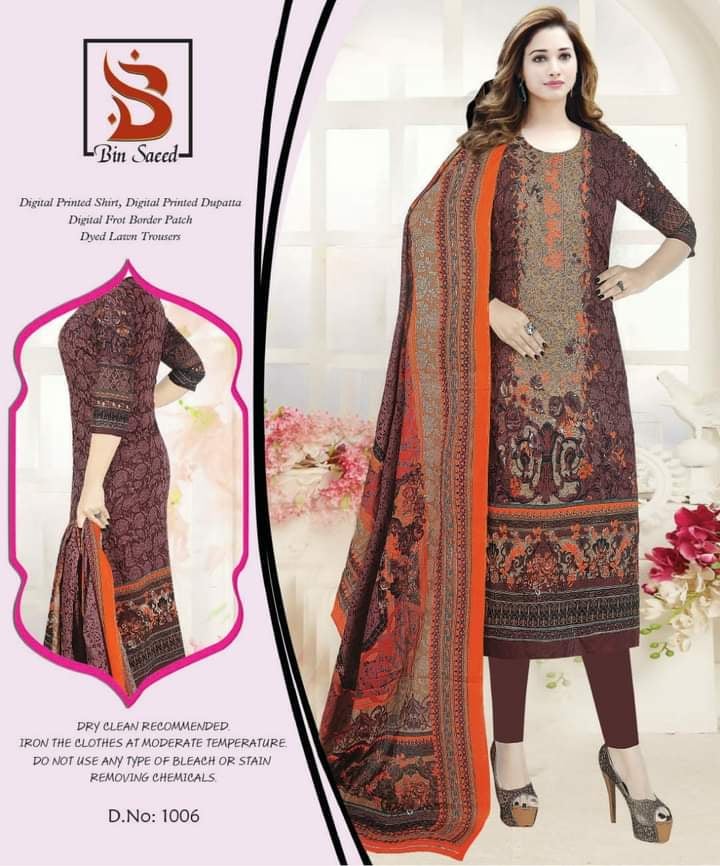 Bin Saeed
Digital Printed Shirt, Digital Printed Dupatta
Digital Frot Border Patch
Dyed Lawn Trousers
DRY CLEAN RECOMMENDED.
IRON THE CLOTHES AT MODERATE TEMPERATURE.
DO NOT USE ANY TYPE OF BLEACH OR STAIN
REMOVING CHEMICALS.
D.No: 1006